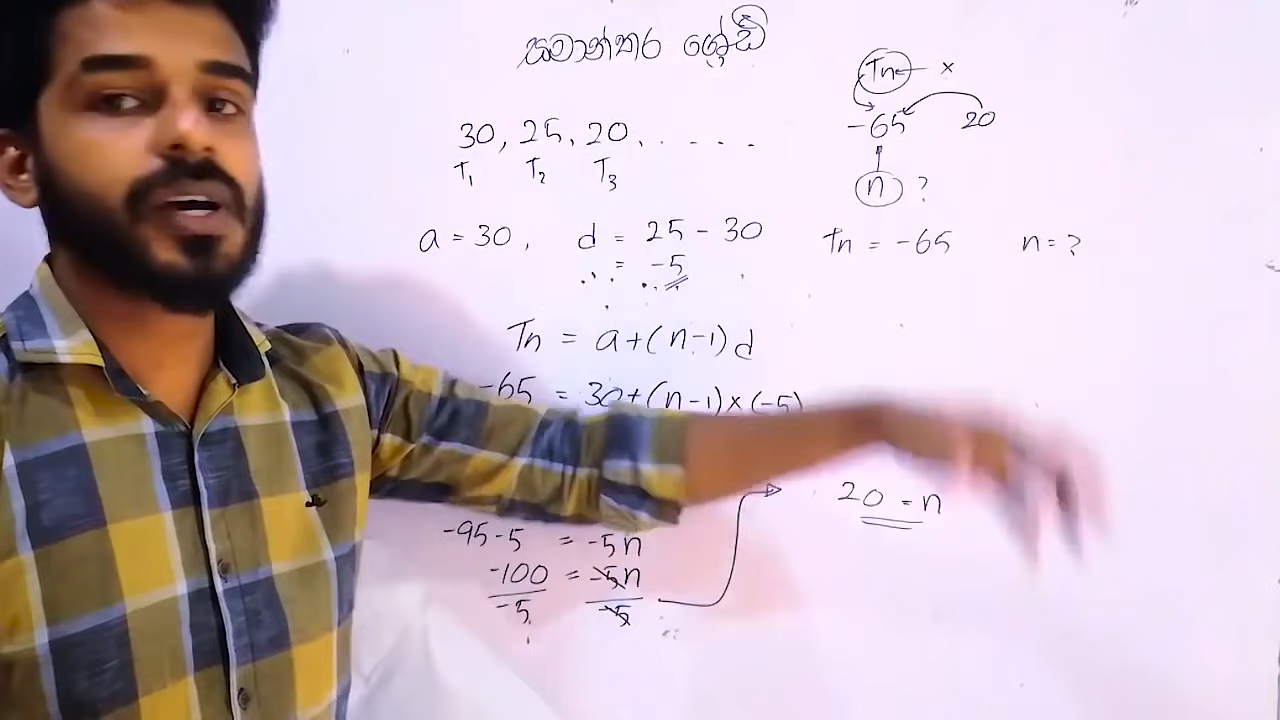 සමාන්තර ශ්‍රේඪි
Tn x
-65 20
n ?
30, 25, 20, . . . . .
T1 T2 T3
a = 30 , d = 25 - 30
= -5
Tn = -65 n = ?
Tn = a+(n-1)d
-65 = 30+(n-1)×(-5)
-95-5 = -5n
-100 = -5n
-5 -5
20 = n